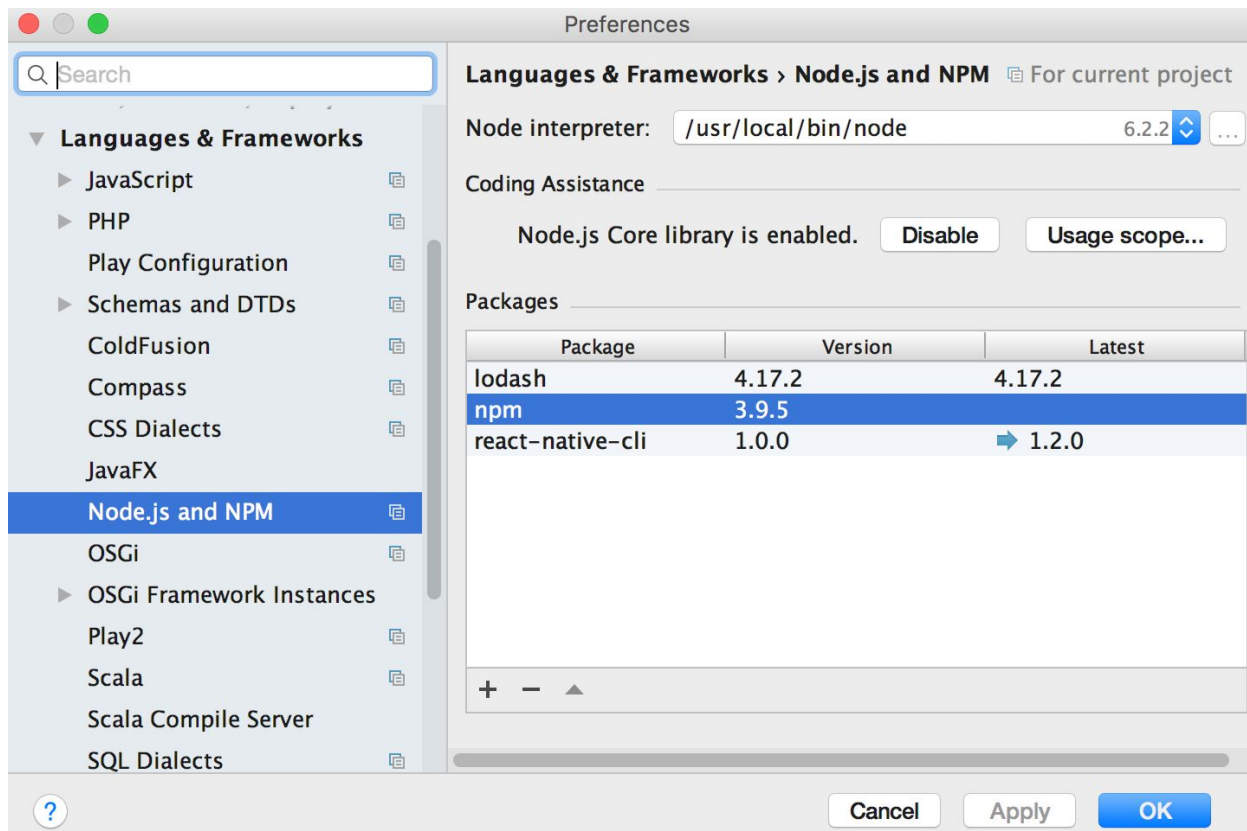 Preferences
Search
Languages & Frameworks
JavaScript
PHP
Play Configuration
Schemas and DTDs
ColdFusion
Compass
CSS Dialects
JavaFX
Node.js and NPM
OSGi
OSGi Framework Instances
Play2
Scala
Scala Compile Server
SQL Dialects
Languages & Frameworks › Node.js and NPM For current project
Node interpreter: /usr/local/bin/node 6.2.2 ...
Coding Assistance
Node.js Core library is enabled. Disable Usage scope...
Packages
Package Version Latest
lodash 4.17.2 4.17.2
npm 3.9.5
react-native-cli 1.0.0 1.2.0
+ −
? Cancel Apply OK